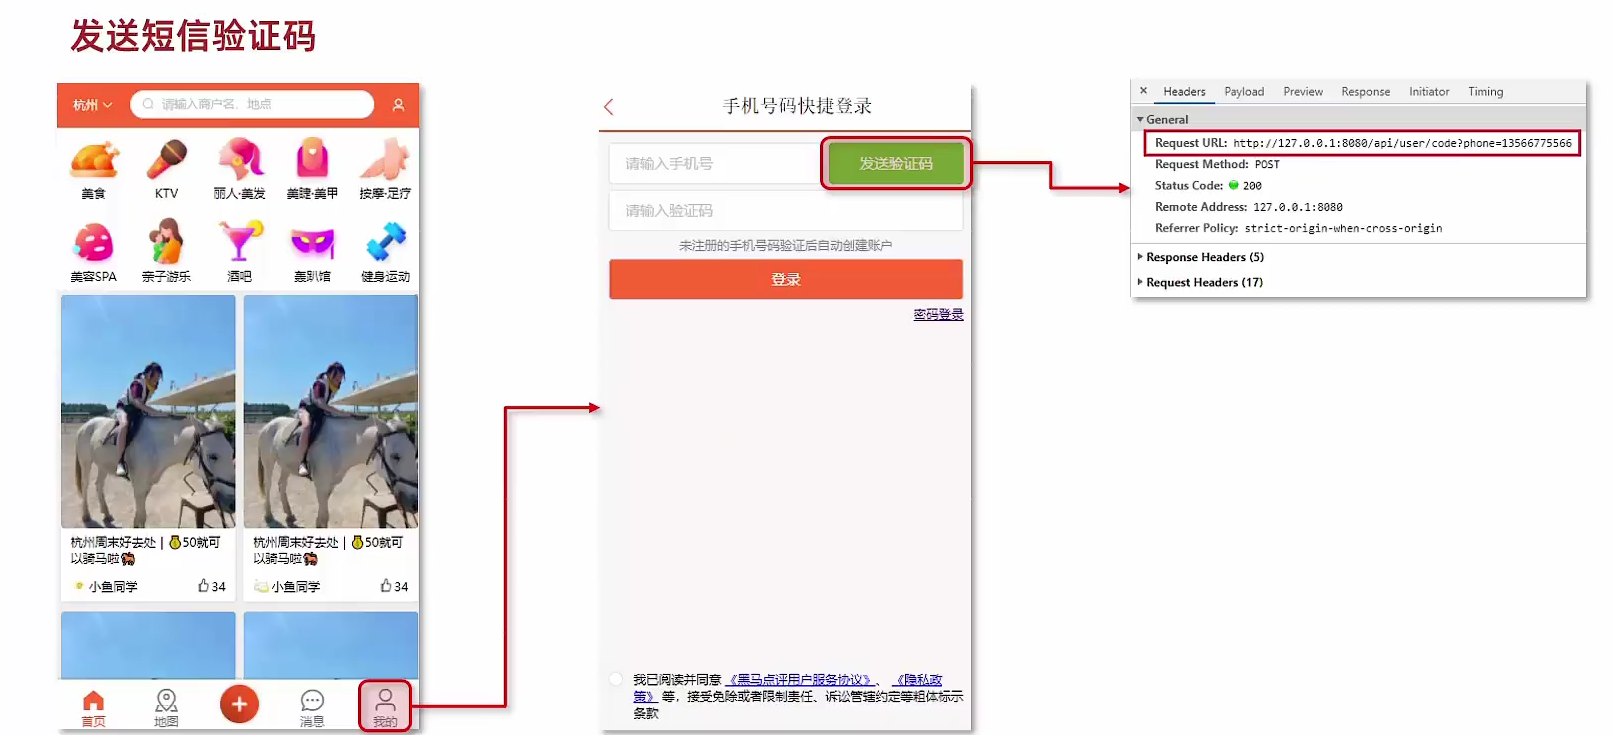 发送短信验证码
杭州
请输入商户名、地点
美食
KTV
丽人·美发
美睫·美甲
按摩·足疗
美容SPA
亲子游乐
酒吧
轰趴馆
健身运动
杭州周末好去处 | 💰50就可
以骑马啦🐎
小鱼同学
34
杭州周末好去处 | 💰50就可
以骑马啦🐎
小鱼同学
34
首页
地图
消息
我的
手机号码快捷登录
请输入手机号
发送验证码
请输入验证码
未注册的手机号码验证后自动创建账户
登录
密码登录
我已阅读并同意 《黑马点评用户服务协议》、 《隐私政
策》 等，接受免除或者限制责任、诉讼管辖约定等粗体标示
条款
× Headers Payload Preview Response Initiator Timing
General
Request URL: http://127.0.0.1:8080/api/user/code?phone=13566775566
Request Method: POST
Status Code: 200
Remote Address: 127.0.0.1:8080
Referrer Policy: strict-origin-when-cross-origin
Response Headers (5)
Request Headers (17)